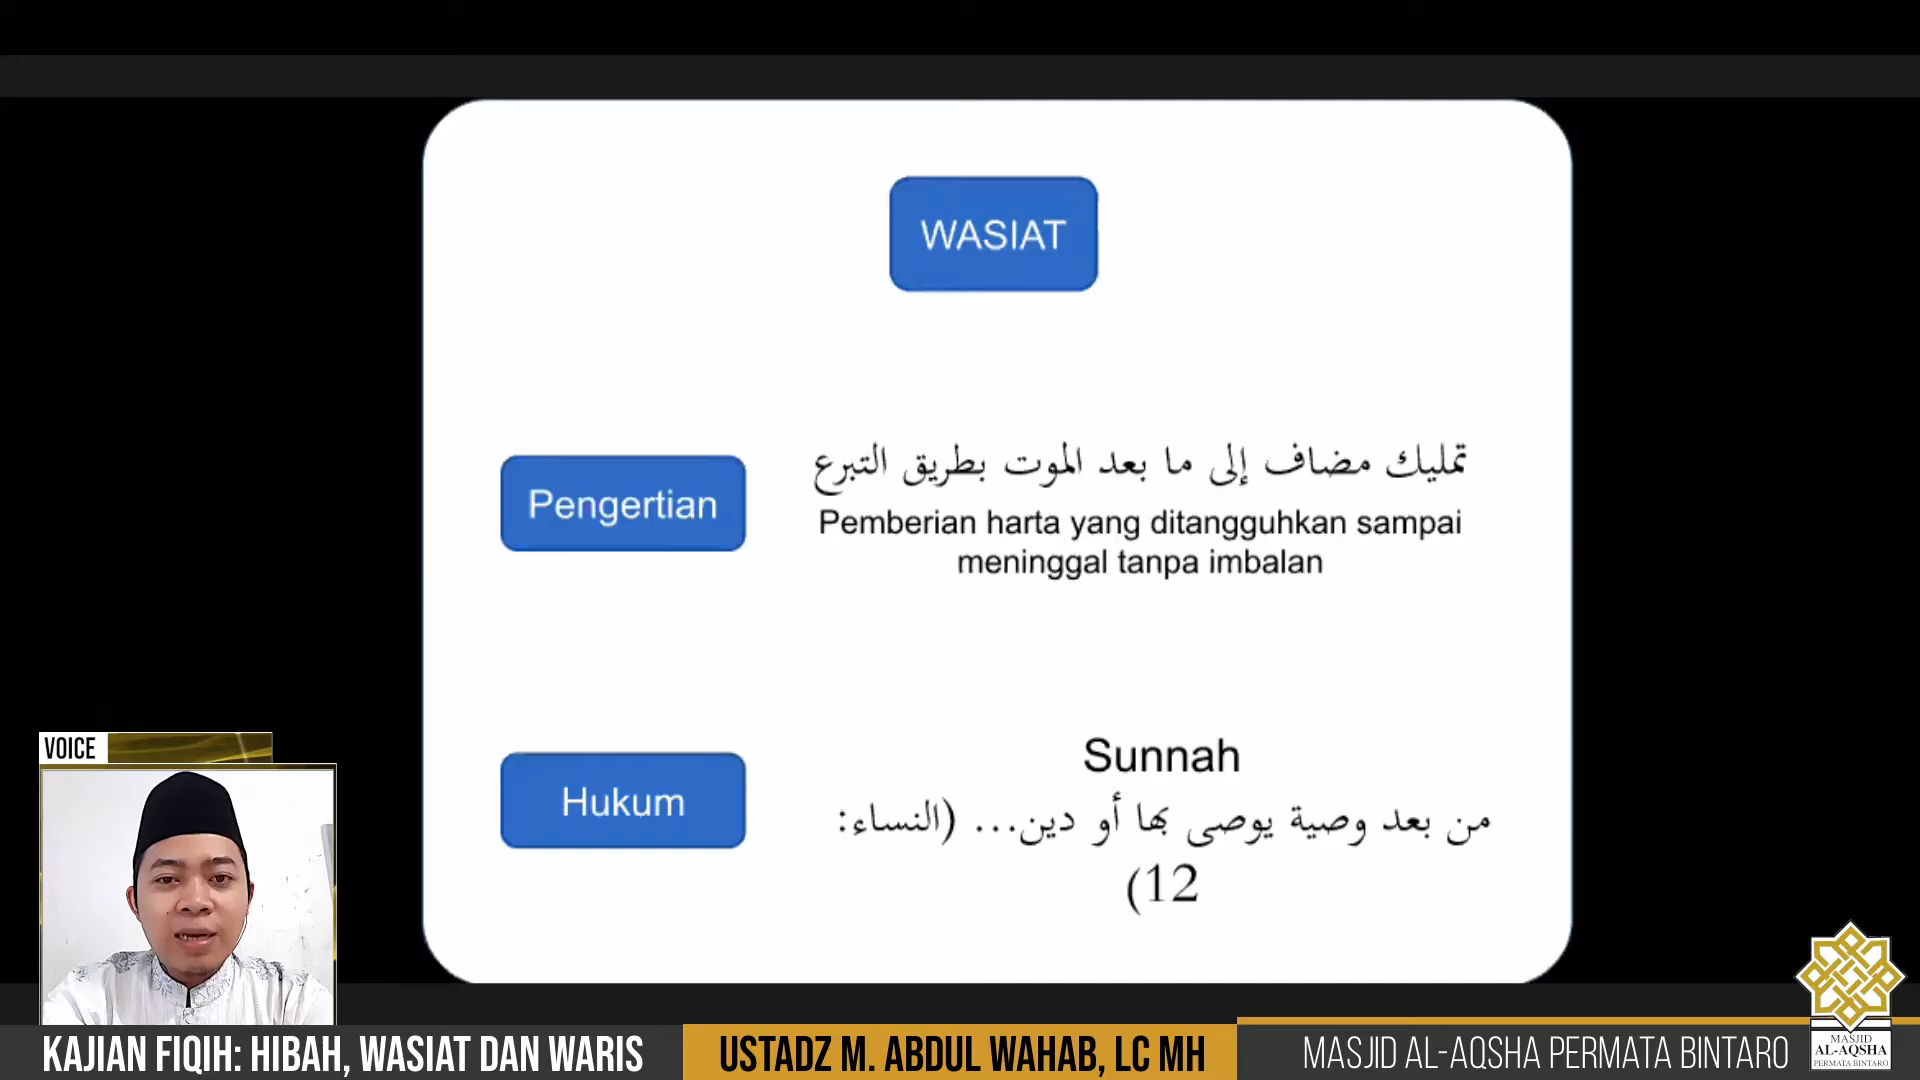 WASIAT
Pengertian
تمليك مضاف إلى ما بعد الموت بطريق التبرع
Pemberian harta yang ditangguhkan sampai
meninggal tanpa imbalan
Hukum
Sunnah
من بعد وصية يوصى بها أو دين... (النساء:
12)
VOICE
KAJIAN FIQIH: HIBAH, WASIAT DAN WARIS
USTADZ M. ABDUL WAHAB, LC MH
MASJID AL-AQSHA PERMATA BINTARO
MASJID
AL-AQSHA
PERMATA BINTARO